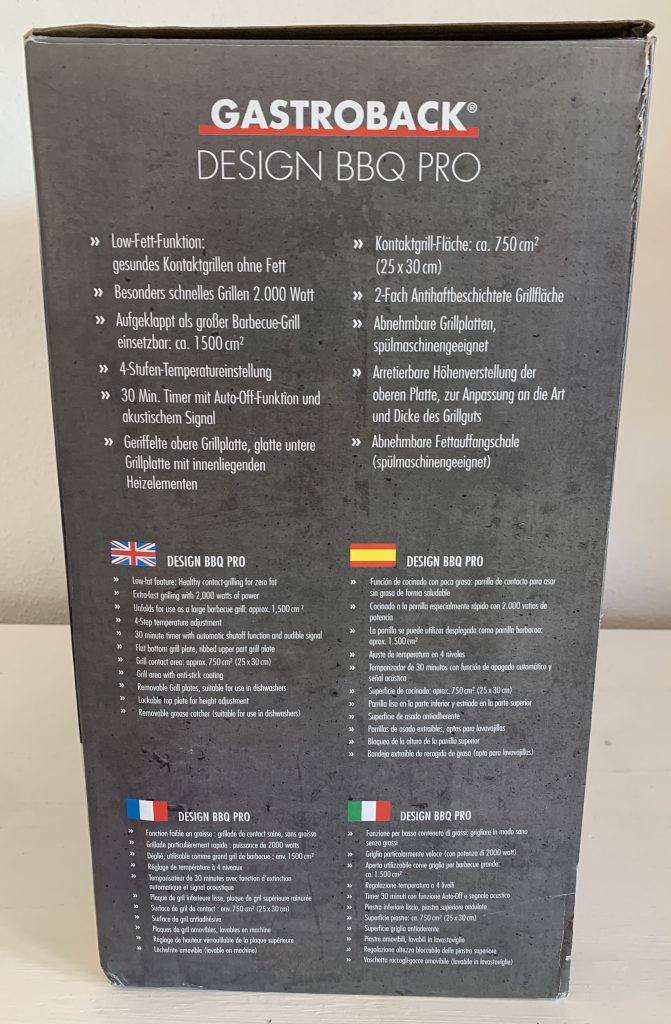 GASTROBACK®
DESIGN BBQ PRO
» Low-Fett-Funktion:
gesundes Kontaktgrillen ohne Fett
» Besonders schnelles Grillen 2.000 Watt
» Aufgeklappt als großer Barbecue-Grill
einsetzbar: ca. 1500 cm²
» 4-Stufen-Temperatureinstellung
» 30 Min. Timer mit Auto-Off-Funktion und
akustischem Signal
» Geriffelte obere Grillplatte, glatte untere
Grillplatte mit innenliegenden
Heizelementen
» Kontaktgrill-Fläche: ca. 750 cm²
(25 x 30 cm)
» 2-Fach Antihaftbeschichtete Grillfläche
» Abnehmbare Grillplatten,
spülmaschinengeeignet
» Arretierbare Höhenverstellung der
oberen Platte, zur Anpassung an die Art
und Dicke des Grillguts
» Abnehmbare Fettauffangschale
(spülmaschinengeeignet)
DESIGN BBQ PRO
» Low-fat feature: Healthy contact-grilling for zero fat
» Extra-fast grilling with 2,000 watts of power
» Unfolds for use as a large barbecue grill: approx. 1,500 cm ²
» 4-Step temperature adjustment
» 30 minute timer with automatic shutoff function and audible signal
» Flat bottom grill plate, ribbed upper part grill plate
» Grill contact area: approx. 750 cm² (25 x 30 cm)
» Grill area with anti-stick coating
» Removable Grill plates, suitable for use in dishwashers
» Lockable top plate for height adjustment
» Removable grease catcher (suitable for use in dishwashers)
DESIGN BBQ PRO
» Función de cocinado con poca grasa: parrilla de contacto para asar
sin grasa de forma saludable
» Cocinado a la parrilla especialmente rápido con 2.000 vatios de
potencia
» La parrilla se puede utilizar desplegada como parrilla barbacoa:
aprox. 1.500 cm²
» Ajuste de temperatura en 4 niveles
» Temporizador de 30 minutos con función de apagado automático y
señal acústica
» Superficie de cocinado: aprox. 750 cm² (25 x 30 cm)
» Parrilla lisa en la parte inferior y estriada en la parte superior
» Superficie de asado antiadherente
» Parrillas de asado extraíbles, aptas para lavavajillas
» Bloqueo de la altura de la parrilla superior
» Bandeja extraíble de recogida de grasa (apta para lavavajillas)
DESIGN BBQ PRO
» Fonction faible en graisse : grillade de contact saine, sans graisse
» Grillade particulièrement rapide : puissance de 2000 watts
» Déplié, utilisable comme grand gril de barbecue : env. 1500 cm²
» Réglage de température à 4 niveaux
» Temporisateur de 30 minutes avec fonction d'extinction
automatique et signal acoustique
» Plaque de gril inférieure lisse, plaque de gril supérieure rainurée
» Surface de gril de contact : env. 750 cm² (25 x 30 cm)
» Surface de gril antiadhésive
» Plaques de gril amovibles, lavables en machine
» Réglage de hauteur verrouillable de la plaque supérieure
» Lèchefrite amovible (lavable en machine)
DESIGN BBQ PRO
» Funzione per basso contenuto di grassi: grigliare in modo sano
senza grassi
» Griglia particolarmente veloce (con potenza di 2000 watt)
» Aperta utilizzabile come griglia per barbecue grande:
ca. 1.500 cm²
» Regolazione temperatura a 4 livelli
» Timer 30 minuti con funzione Auto-Off e segnale acustico
» Piastra inferiore liscia, piastra superiore ondulata
» Superficie piastre: ca. 750 cm² (25 x 30 cm)
» Superficie griglia antiaderente
» Piastre amovibili, lavabili in lavastoviglie
» Regolazione altezza bloccabile della piastra superiore
» Vaschetta raccogli-gocce amovibile (lavabile in lavastoviglie)